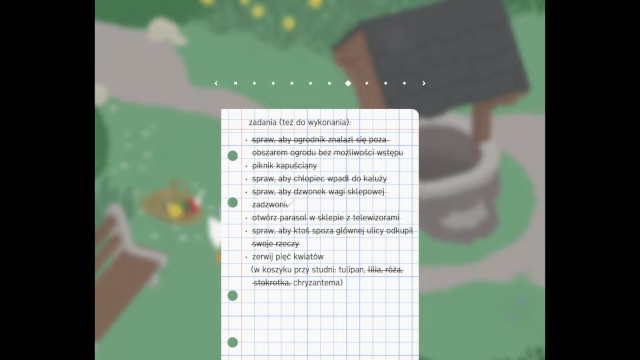 zadania (też do wykonania):
• spraw, aby ogrodnik znalazł się poza
obszarem ogrodu bez możliwości wstępu
• piknik kapuściany
• spraw, aby chłopiec wpadł do kałuży
• spraw, aby dzwonek wagi sklepowej
zadzwonił
• otwórz parasol w sklepie z telewizorami
• spraw, aby ktoś spoza głównej ulicy odkupił
swoje rzeczy
• zerwij pięć kwiatów
(w koszyku przy studni: tulipan, lilia, róża,
stokrotka, chryzantema)